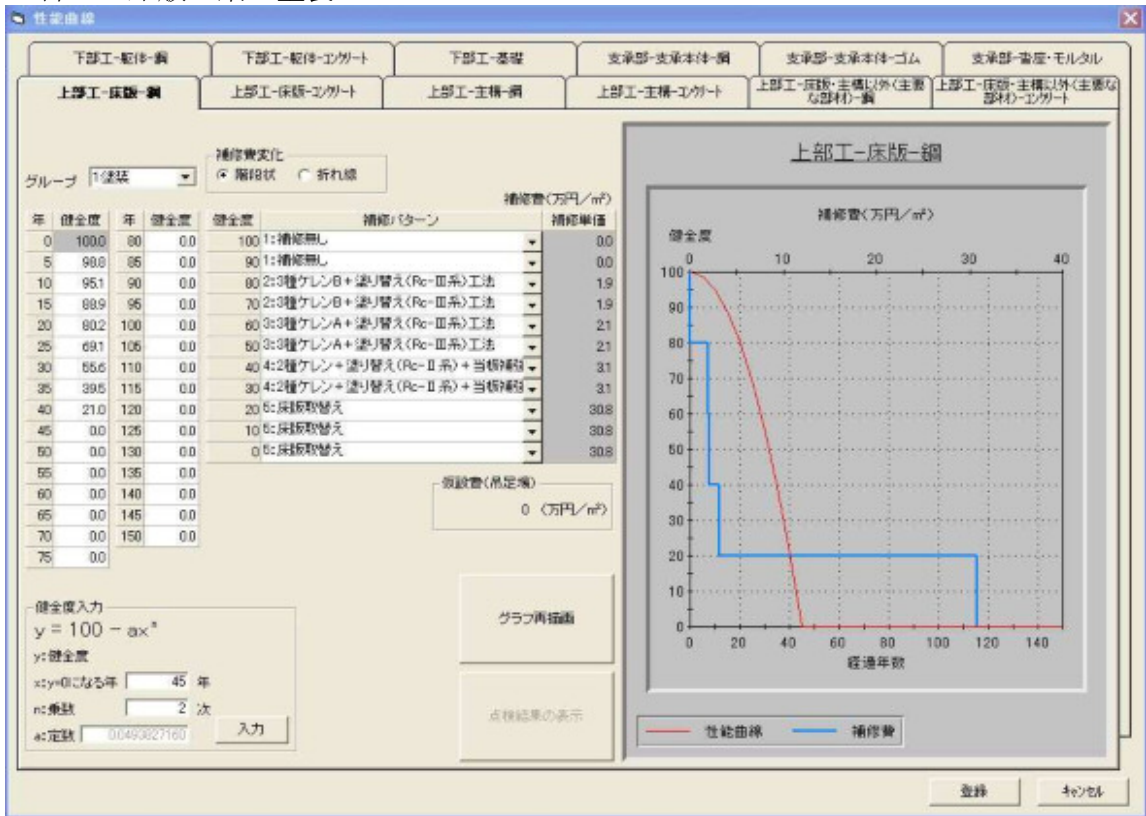 性能曲線
下部工-躯体-鋼
下部工-躯体-コンクリート
下部工-基礎
支承部-支承本体-鋼
支承部-支承本体-ゴム
支承部-沓座・モルタル
上部工-床版-鋼
上部工-床版-コンクリート
上部工-主構-鋼
上部工-主構-コンクリート
上部工-床版・主構以外(主要な部材)-鋼
上部工-床版・主構以外(主要な部材)-コンクリート
グループ 1:塗装
補修費変化
階段状 折れ線
補修費(万円/㎡)
年 健全度 年 健全度 健全度 補修パターン 補修単価
0 100.0 80 0.0 100 1:補修無し 0.0
5 98.8 85 0.0 90 1:補修無し 0.0
10 95.1 90 0.0 80 2:3種ケレンB+塗り替え(Rc-Ⅲ系)工法 1.9
15 88.9 95 0.0 70 2:3種ケレンB+塗り替え(Rc-Ⅲ系)工法 1.9
20 80.2 100 0.0 60 3:3種ケレンA+塗り替え(Rc-Ⅲ系)工法 2.1
25 69.1 105 0.0 50 3:3種ケレンA+塗り替え(Rc-Ⅲ系)工法 2.1
30 55.6 110 0.0 40 4:2種ケレン+塗り替え(Rc-Ⅱ系)+当板補強 3.1
35 39.5 115 0.0 30 4:2種ケレン+塗り替え(Rc-Ⅱ系)+当板補強 3.1
40 21.0 120 0.0 20 5:床版取替え 30.8
45 0.0 125 0.0 10 5:床版取替え 30.8
50 0.0 130 0.0 0 5:床版取替え 30.8
55 0.0 135 0.0
60 0.0 140 0.0
65 0.0 145 0.0
70 0.0 150 0.0
75 0.0
仮設費(吊足場)
0 (万円/㎡)
健全度入力
y = 100 - axⁿ
y:健全度
x:y=0になる年 45 年
n:乗数 2 次
a:定数 0.0493827160
入力
グラフ再描画
点検結果の表示
上部工-床版-鋼
補修費(万円/㎡)
健全度
0 10 20 30 40
100
90
80
70
60
50
40
30
20
10
0
0 20 40 60 80 100 120 140
経過年数
性能曲線 補修費
登録 キャンセル